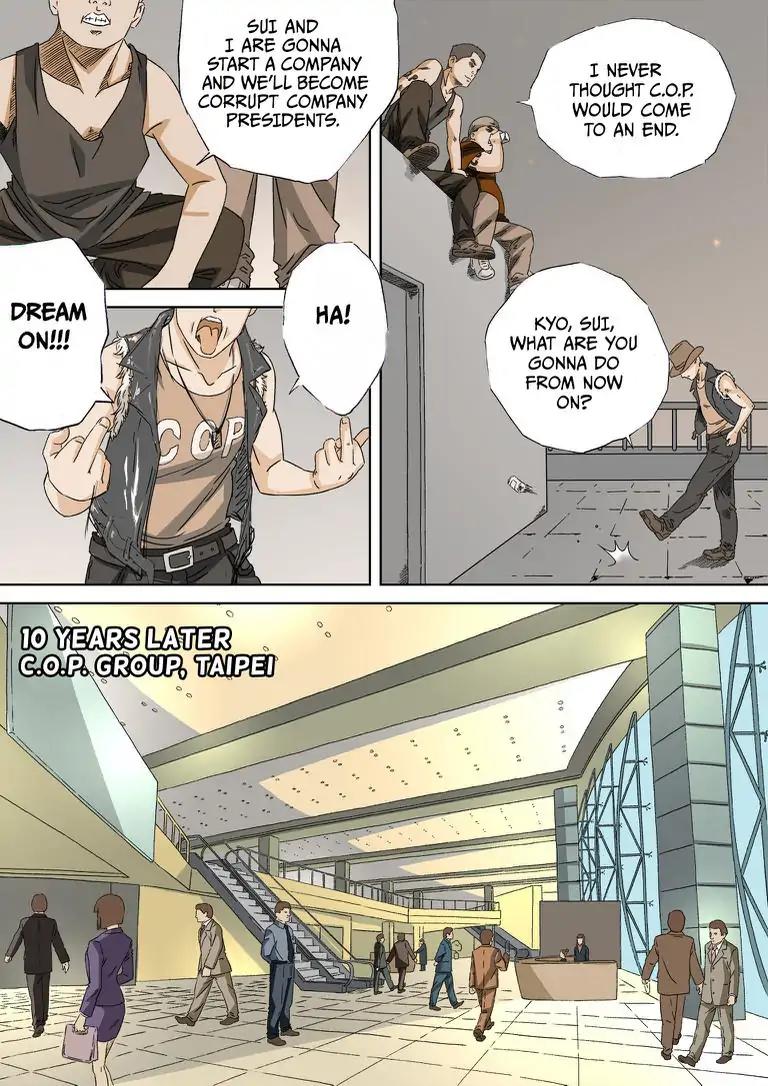 SUI AND
I ARE GONNA
START A COMPANY
AND WE'LL BECOME
CORRUPT COMPANY
PRESIDENTS.
I NEVER
THOUGHT C.O.P.
WOULD COME
TO AN END.
KYO, SUI,
WHAT ARE YOU
GONNA DO
FROM NOW
ON?
HA!
DREAM
ON!!!
COP
10 YEARS LATER
C.O.P. GROUP, TAIPEI